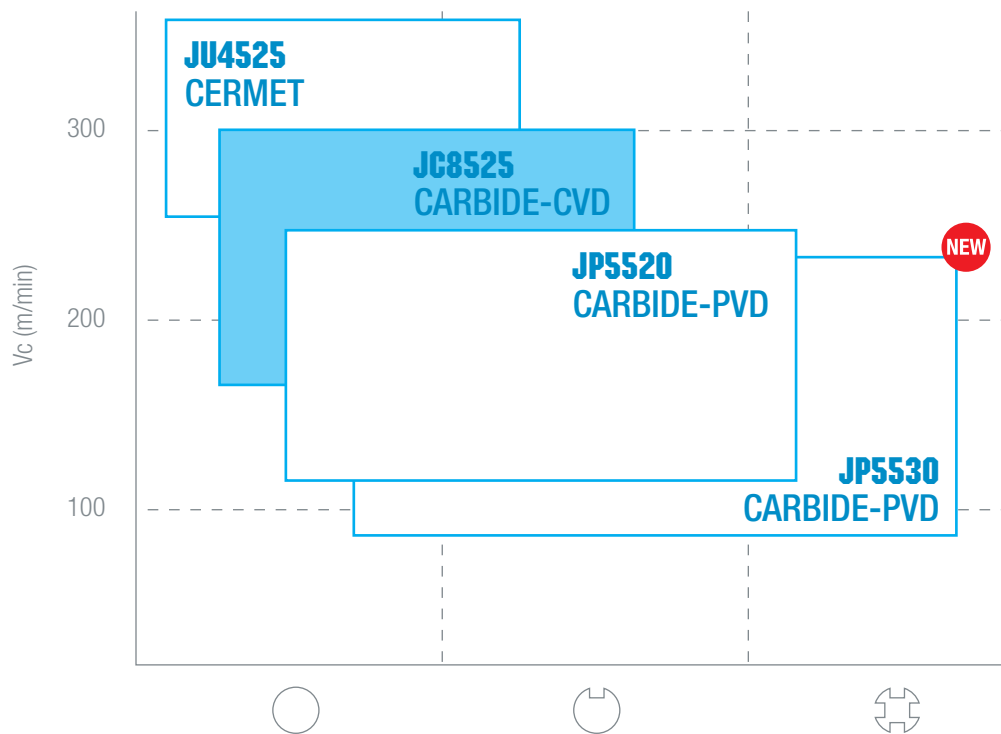 JU4525
CERMET
300
JC8525
CARBIDE-CVD
NEW
JP5520
CARBIDE-PVD
200
Vc (m/min)
JP5530
CARBIDE-PVD
100